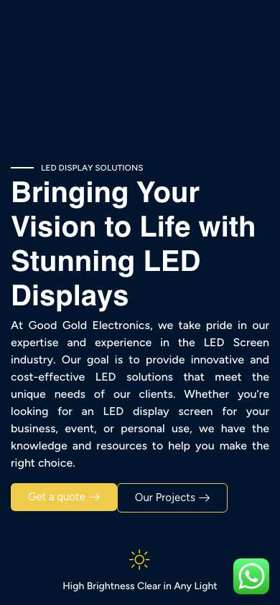 LED DISPLAY SOLUTIONS
Bringing Your
Vision to Life with
Stunning LED
Displays
At Good Gold Electronics, we take pride in our
expertise and experience in the LED Screen
industry. Our goal is to provide innovative and
cost-effective LED solutions that meet the
unique needs of our clients. Whether you're
looking for an LED display screen for your
business, event, or personal use, we have the
knowledge and resources to help you make the
right choice.
Get a quote → Our Projects →
High Brightness Clear in Any Light